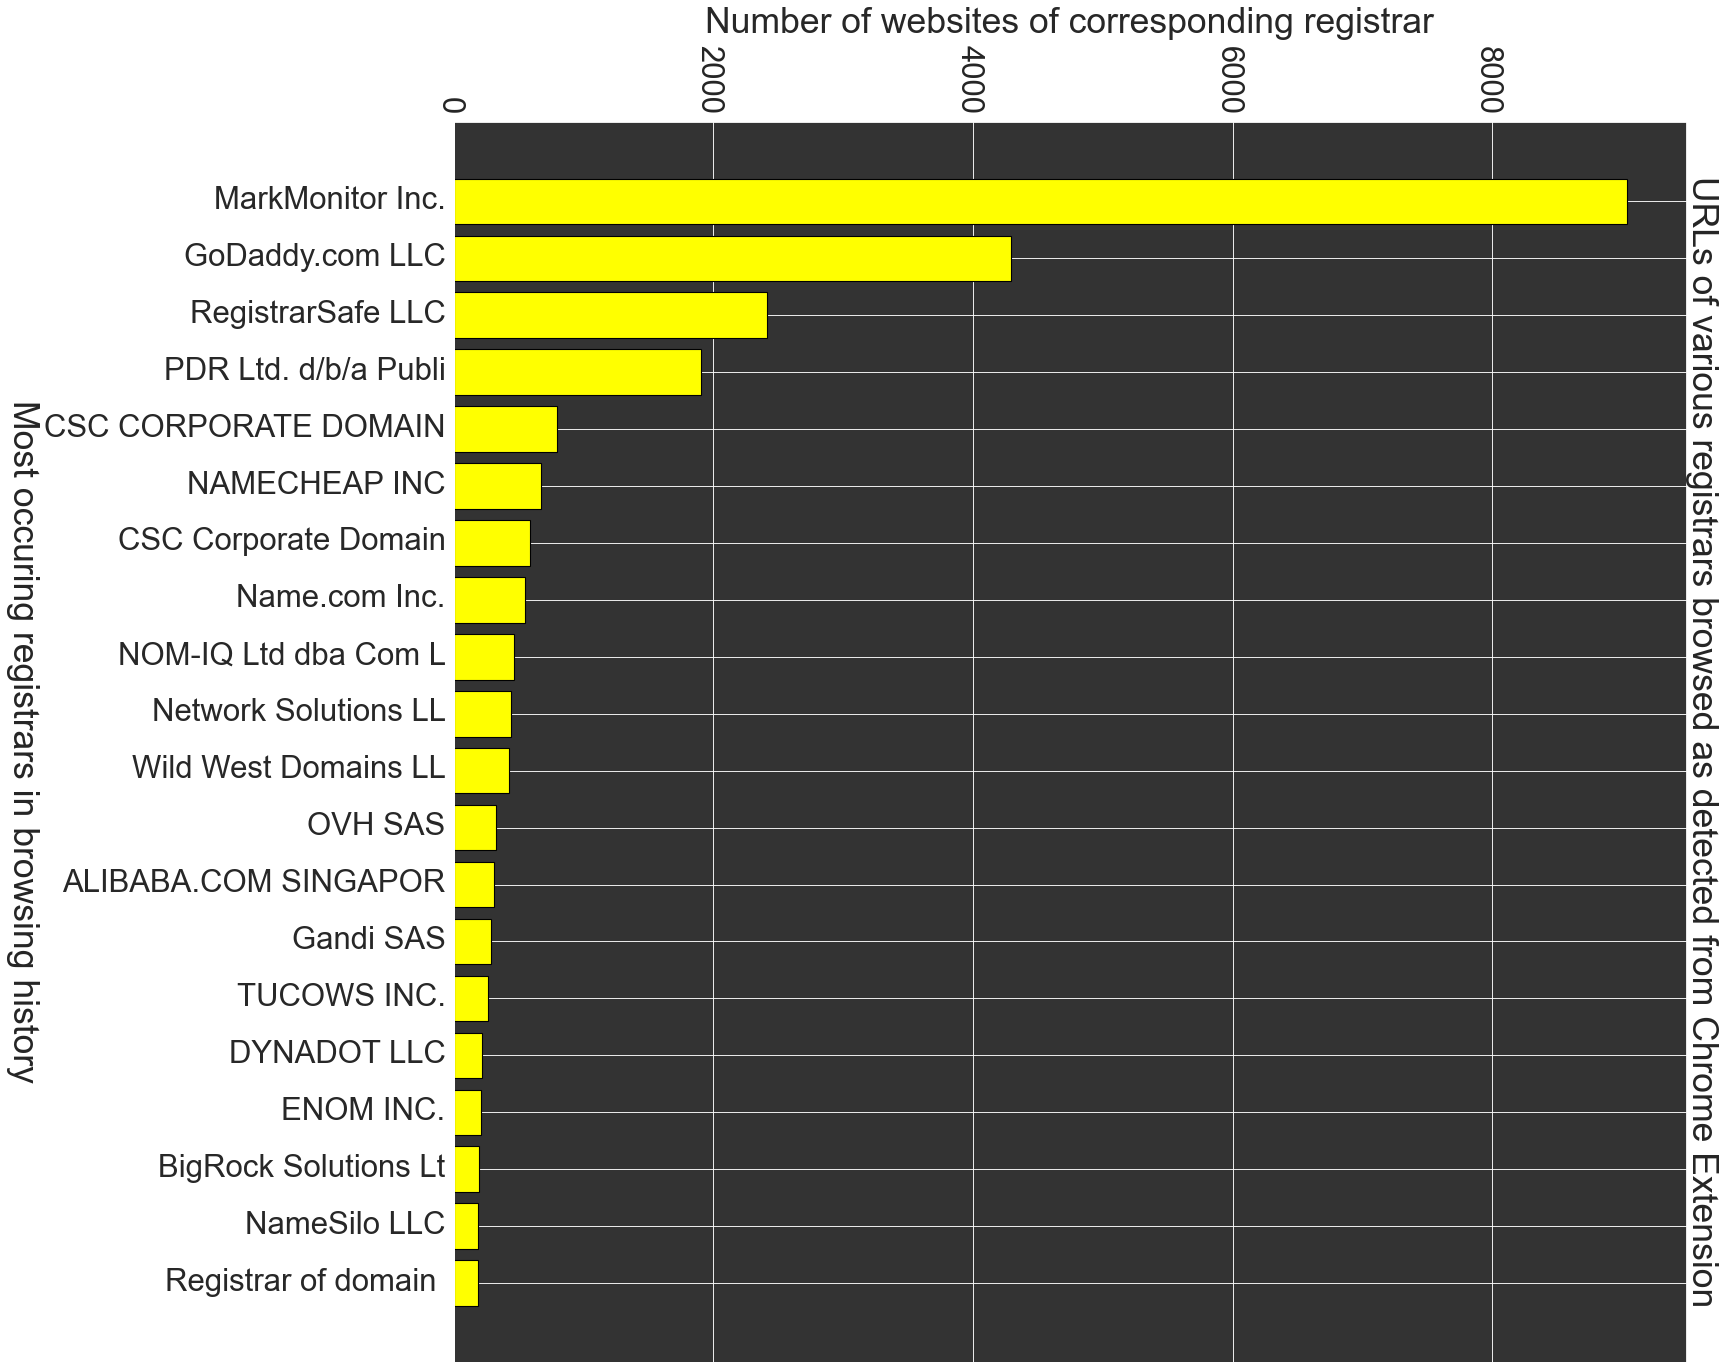 Number of websites of corresponding registrar
0
2000
4000
6000
8000
MarkMonitor Inc.
GoDaddy.com LLC
RegistrarSafe LLC
PDR Ltd. d/b/a Publi
CSC CORPORATE DOMAIN
NAMECHEAP INC
CSC Corporate Domain
Name.com Inc.
NOM-IQ Ltd dba Com L
Network Solutions LL
Wild West Domains LL
OVH SAS
ALIBABA.COM SINGAPOR
Gandi SAS
TUCOWS INC.
DYNADOT LLC
ENOM INC.
BigRock Solutions Lt
NameSilo LLC
Registrar of domain
Most occuring registrars in browsing history
URLs of various registrars browsed as detected from Chrome Extension